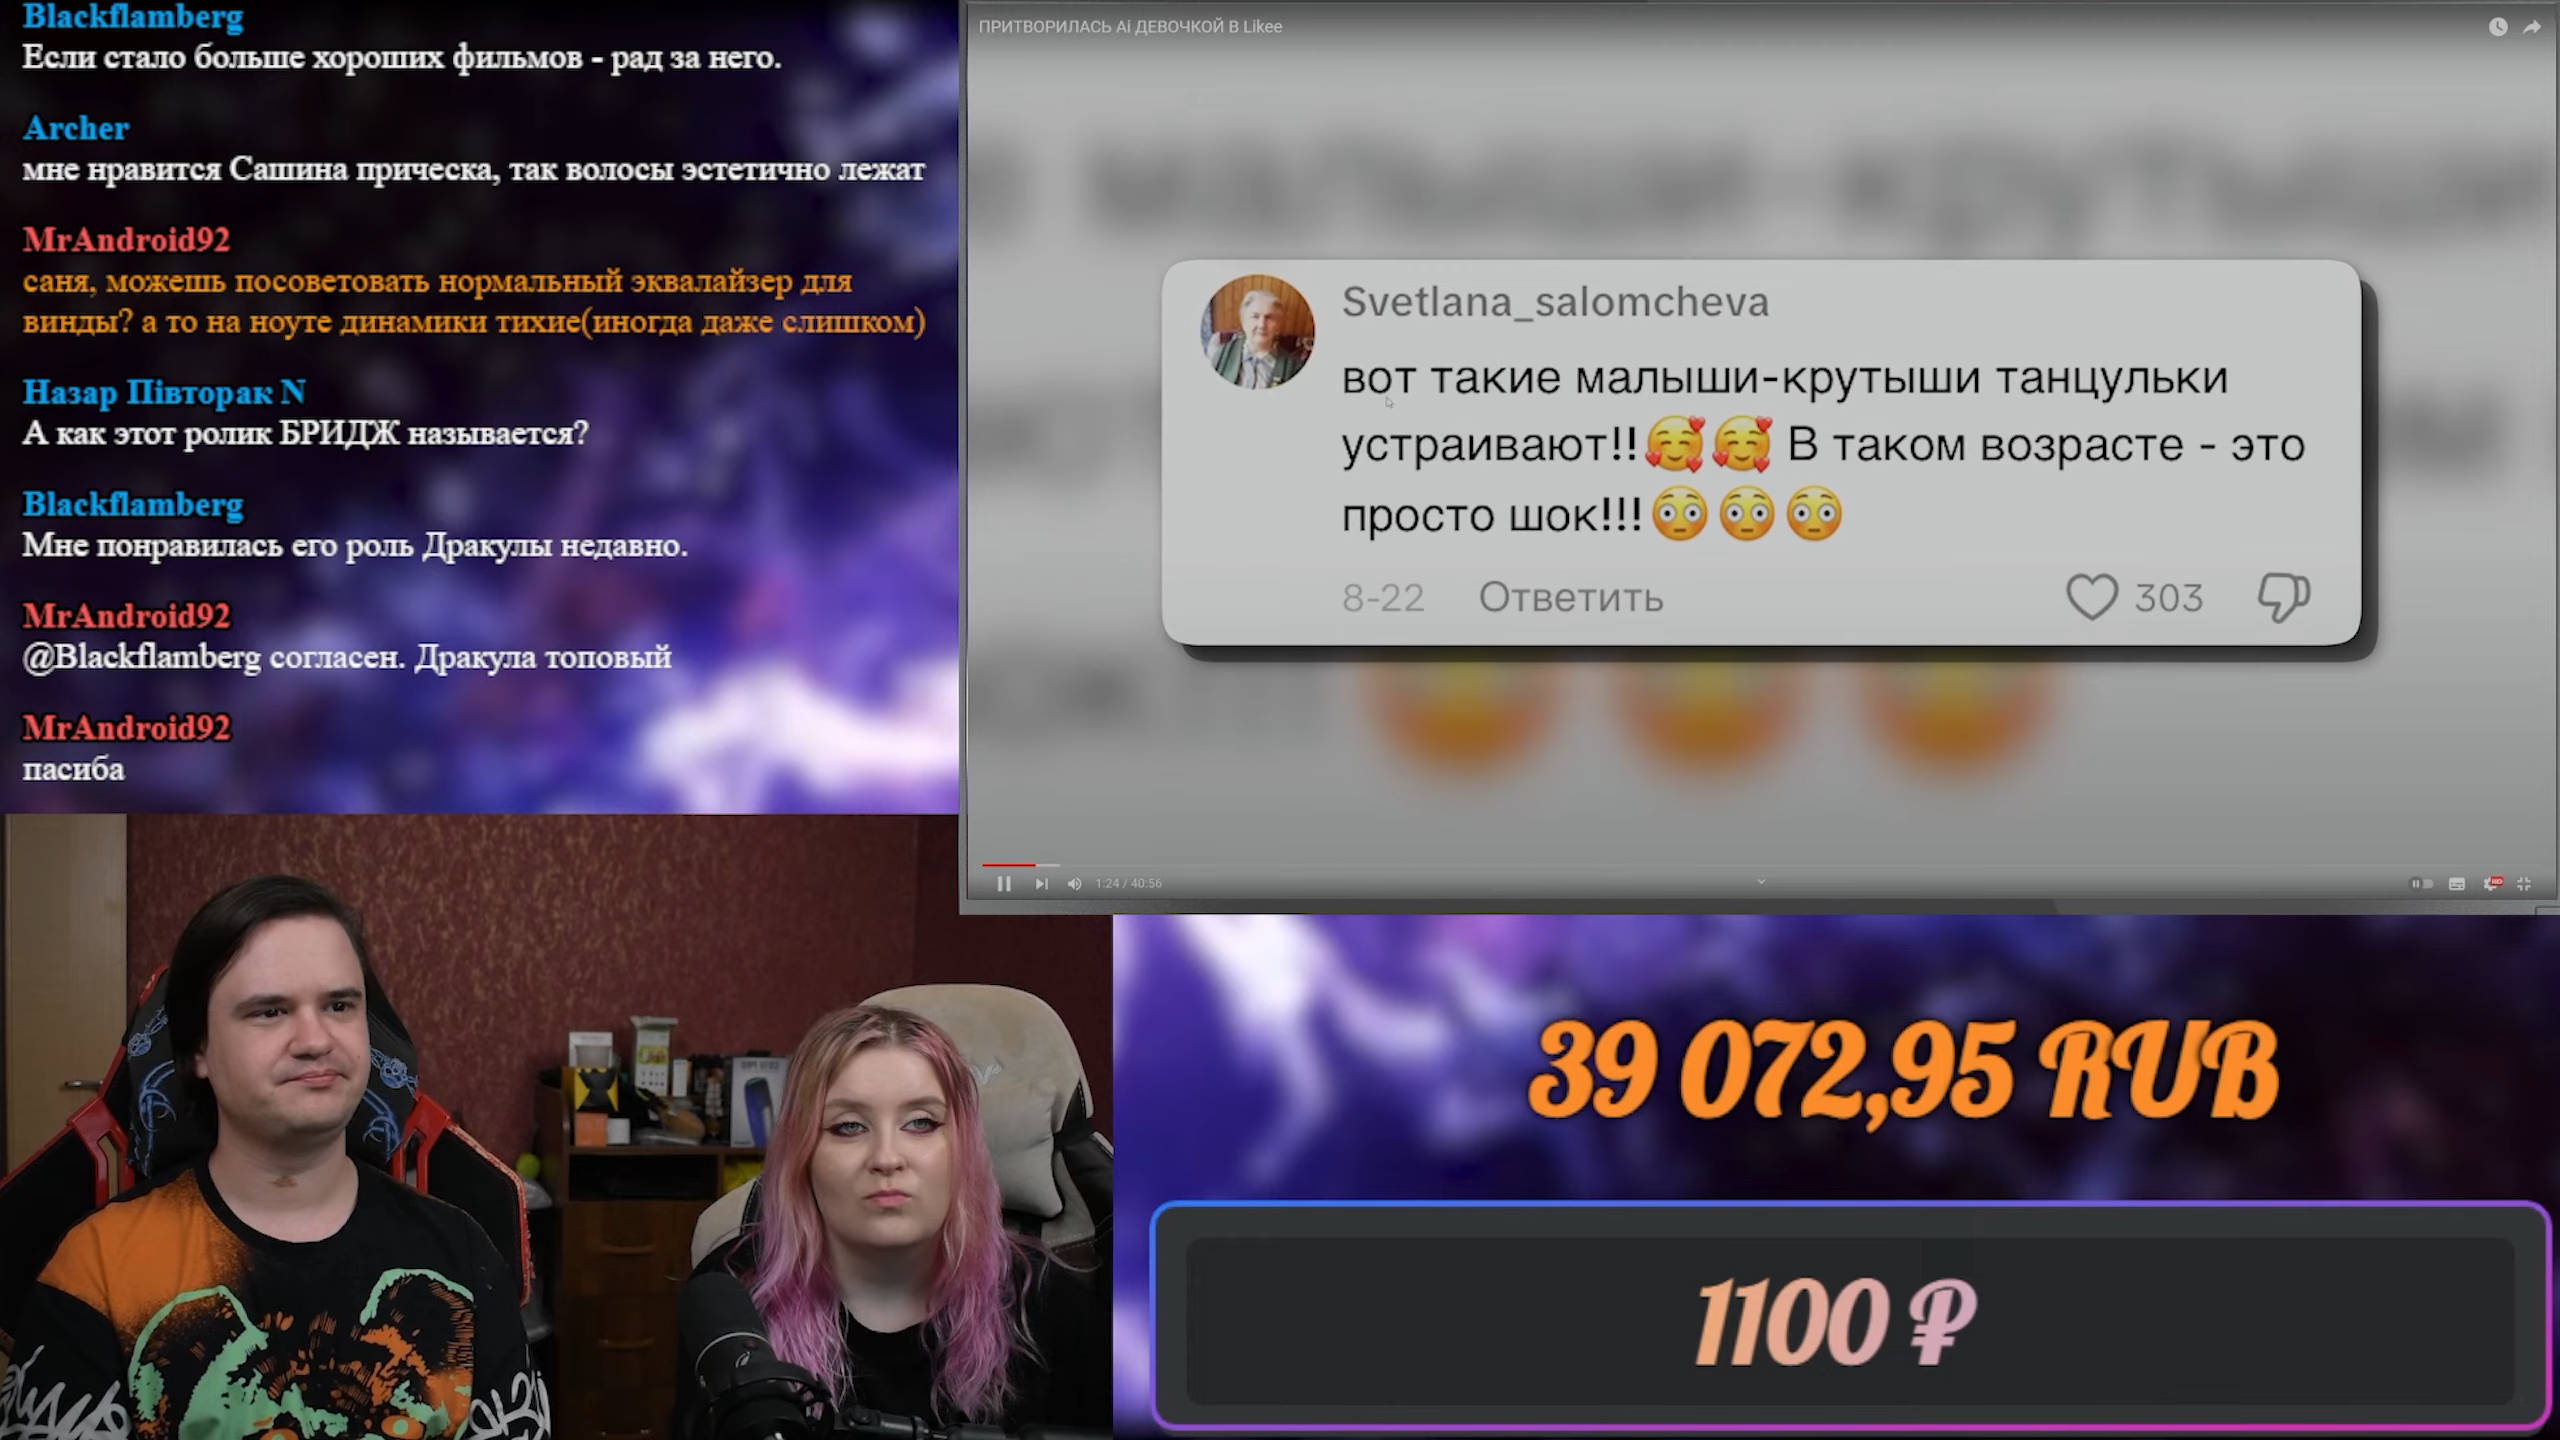 Blackflamberg
Если стало больше хороших фильмов - рад за него.
Archer
мне нравится Сашина прическа, так волосы эстетично лежат
MrAndroid92
саня, можешь посоветовать нормальный эквалайзер для
винды? а то на ноуте динамики тихие(иногда даже слишком)
Назар Півторак N
А как этот ролик БРИДЖ называется?
Blackflamberg
Мне понравилась его роль Дракулы недавно.
MrAndroid92
@Blackflamberg согласен. Дракула топовый
MrAndroid92
пасиба
ПРИТВОРИЛАСЬ Ai ДЕВОЧКОЙ В Likee
Svetlana_salomcheva
вот такие малыши-крутыши танцульки
устраивают!!🥰🥰 В таком возрасте - это
просто шок!!!😳😳😳
8-22 Ответить 303
1:24 / 40:56
HD
39 072,95 RUB
1100 ₽